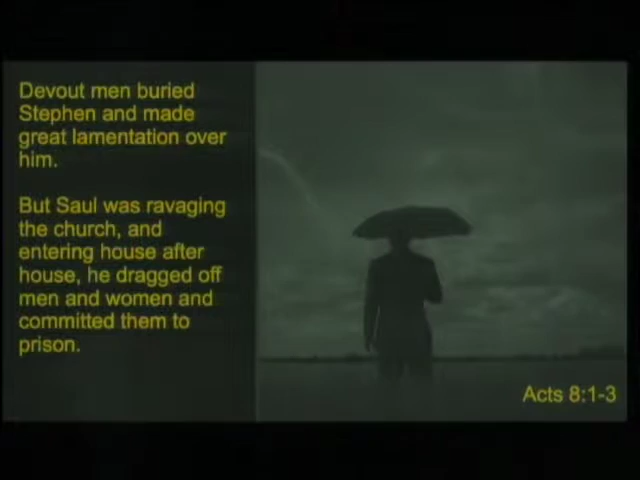 Devout men buried
Stephen and made
great lamentation over
him.
But Saul was ravaging
the church, and
entering house after
house, he dragged off
men and women and
committed them to
prison.
Acts 8:1-3